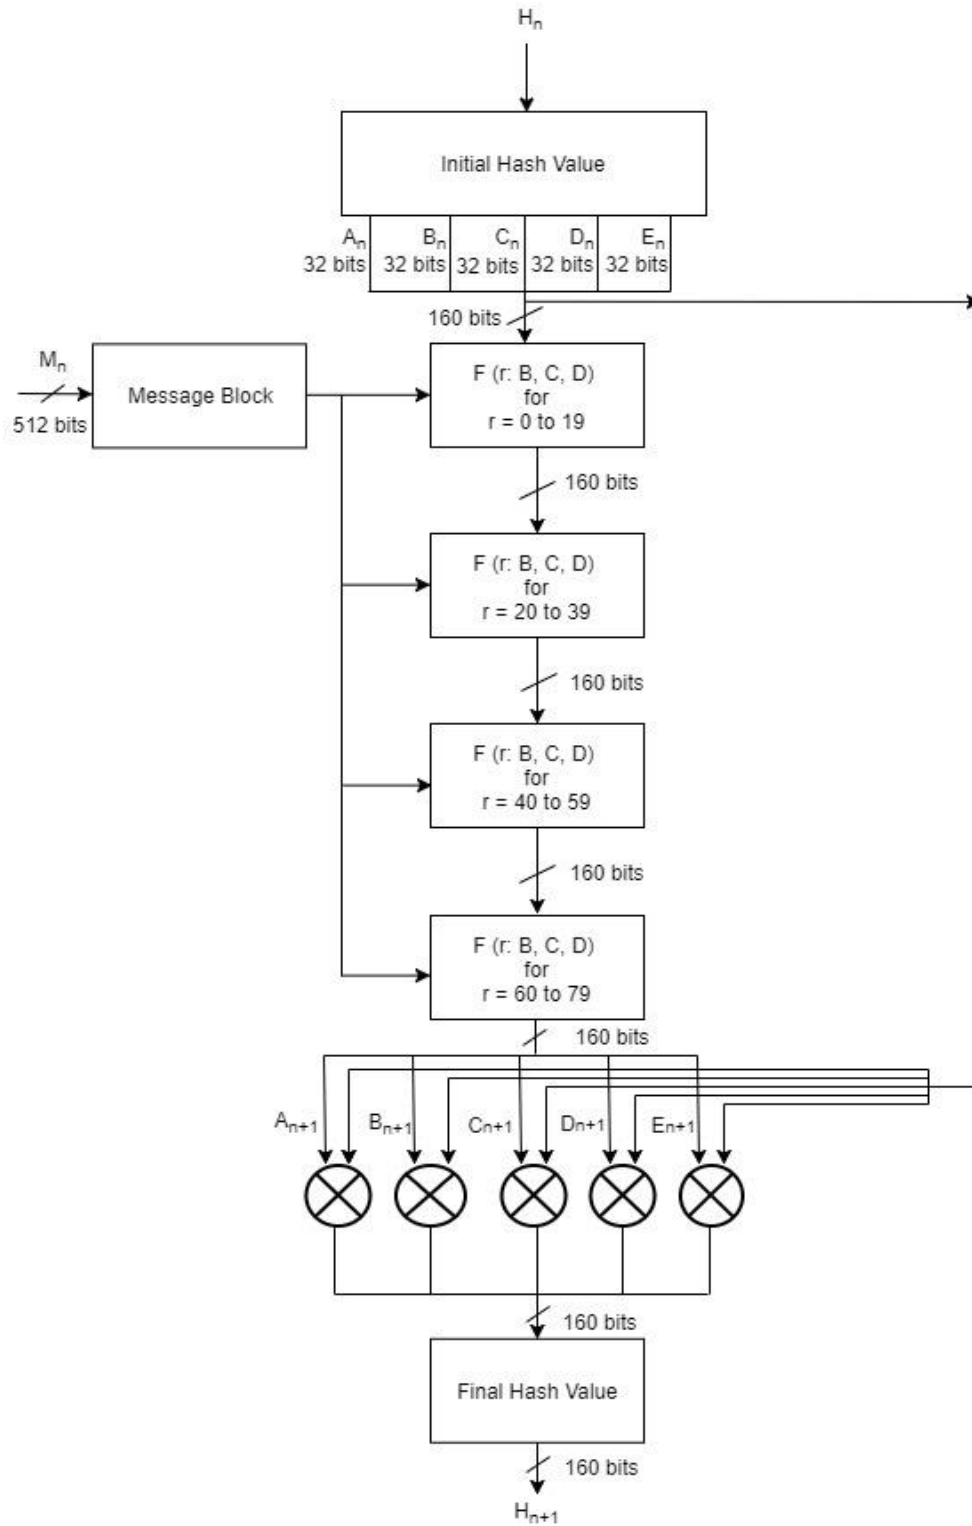 Hn
Initial Hash Value
An Bn Cn Dn En
32 bits 32 bits 32 bits 32 bits 32 bits
160 bits
Mn
512 bits
Message Block
F (r: B, C, D)
for
r = 0 to 19
160 bits
F (r: B, C, D)
for
r = 20 to 39
160 bits
F (r: B, C, D)
for
r = 40 to 59
160 bits
F (r: B, C, D)
for
r = 60 to 79
160 bits
An+1 Bn+1 Cn+1 Dn+1 En+1
160 bits
Final Hash Value
160 bits
Hn+1